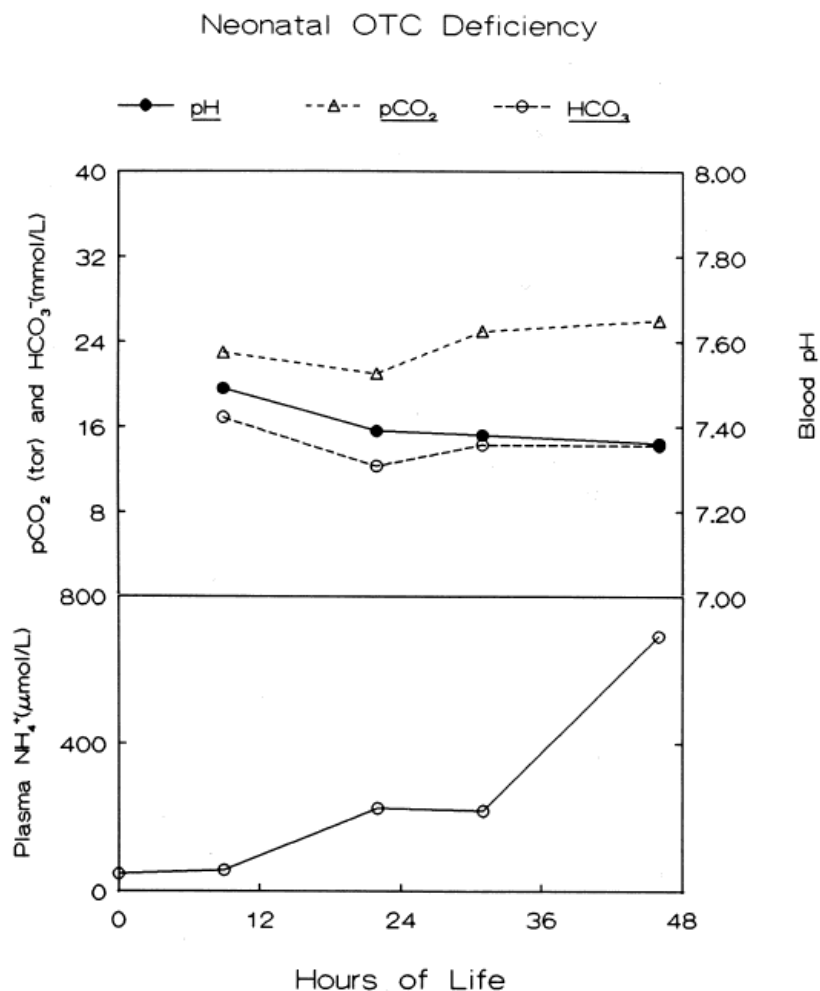 Neonatal OTC Deficiency
pH pCO₂ HCO₃
40
32
24
16
8
8.00
7.80
7.60
7.40
7.20
7.00
pCO₂ (tor) and HCO₃⁻(mmol/L)
Blood pH
800
400
0
Plasma NH₄⁺(μmol/L)
0 12 24 36 48
Hours of Life